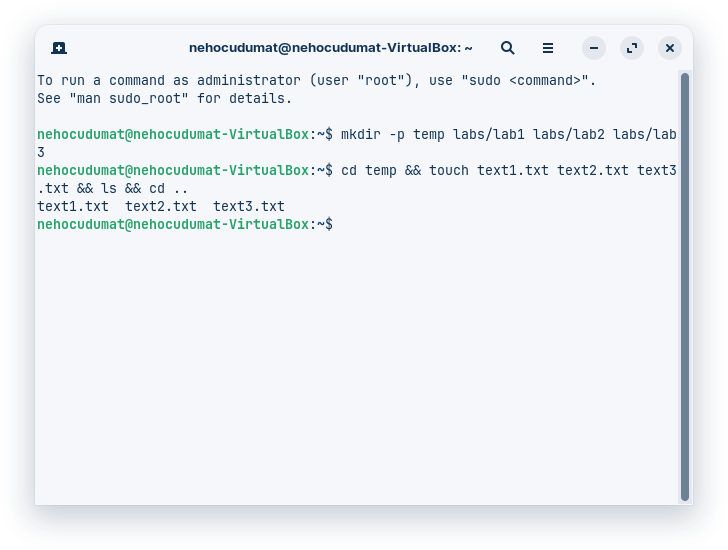 nehocudumat@nehocudumat-VirtualBox: ~
To run a command as administrator (user "root"), use "sudo <command>".
See "man sudo_root" for details.
nehocudumat@nehocudumat-VirtualBox:~$ mkdir -p temp labs/lab1 labs/lab2 labs/lab
3
nehocudumat@nehocudumat-VirtualBox:~$ cd temp && touch text1.txt text2.txt text3
.txt && ls && cd ..
text1.txt  text2.txt  text3.txt
nehocudumat@nehocudumat-VirtualBox:~$